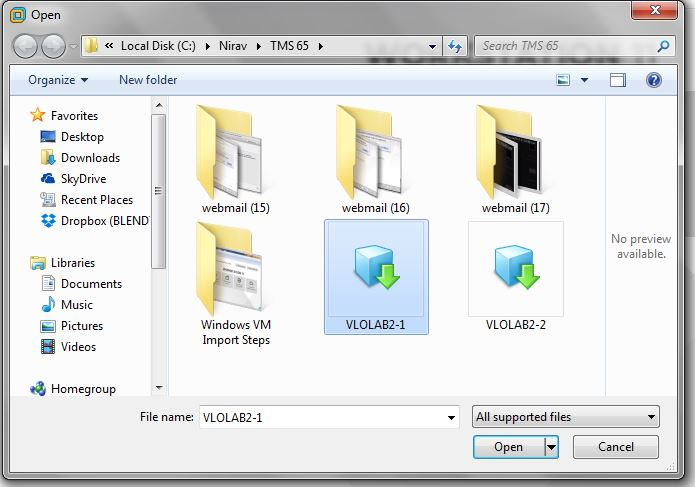 Open
« Local Disk (C:) Nirav TMS 65
Search TMS 65
Organize New folder
Favorites
Desktop
Downloads
SkyDrive
Recent Places
Dropbox (BLEND
Libraries
Documents
Music
Pictures
Videos
Homegroup
webmail (15)
webmail (16)
webmail (17)
Windows VM
Import Steps
VLOLAB2-1
VLOLAB2-2
No preview
available.
File name: VLOLAB2-1
All supported files
Open
Cancel